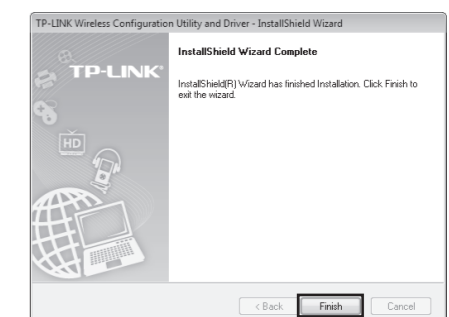 TP-LINK Wireless Configuration Utility and Driver - InstallShield Wizard
TP-LINK®
InstallShield Wizard Complete
InstallShield(R) Wizard has finished Installation. Click Finish to
exit the wizard.
HD
< Back
Finish
Cancel